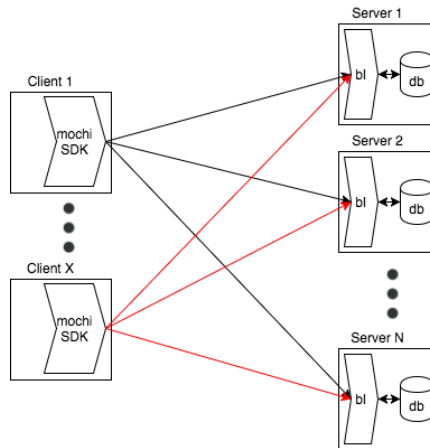 Server 1
bl
db
Client 1
mochi
SDK
Server 2
bl
db
Client X
mochi
SDK
Server N
bl
db